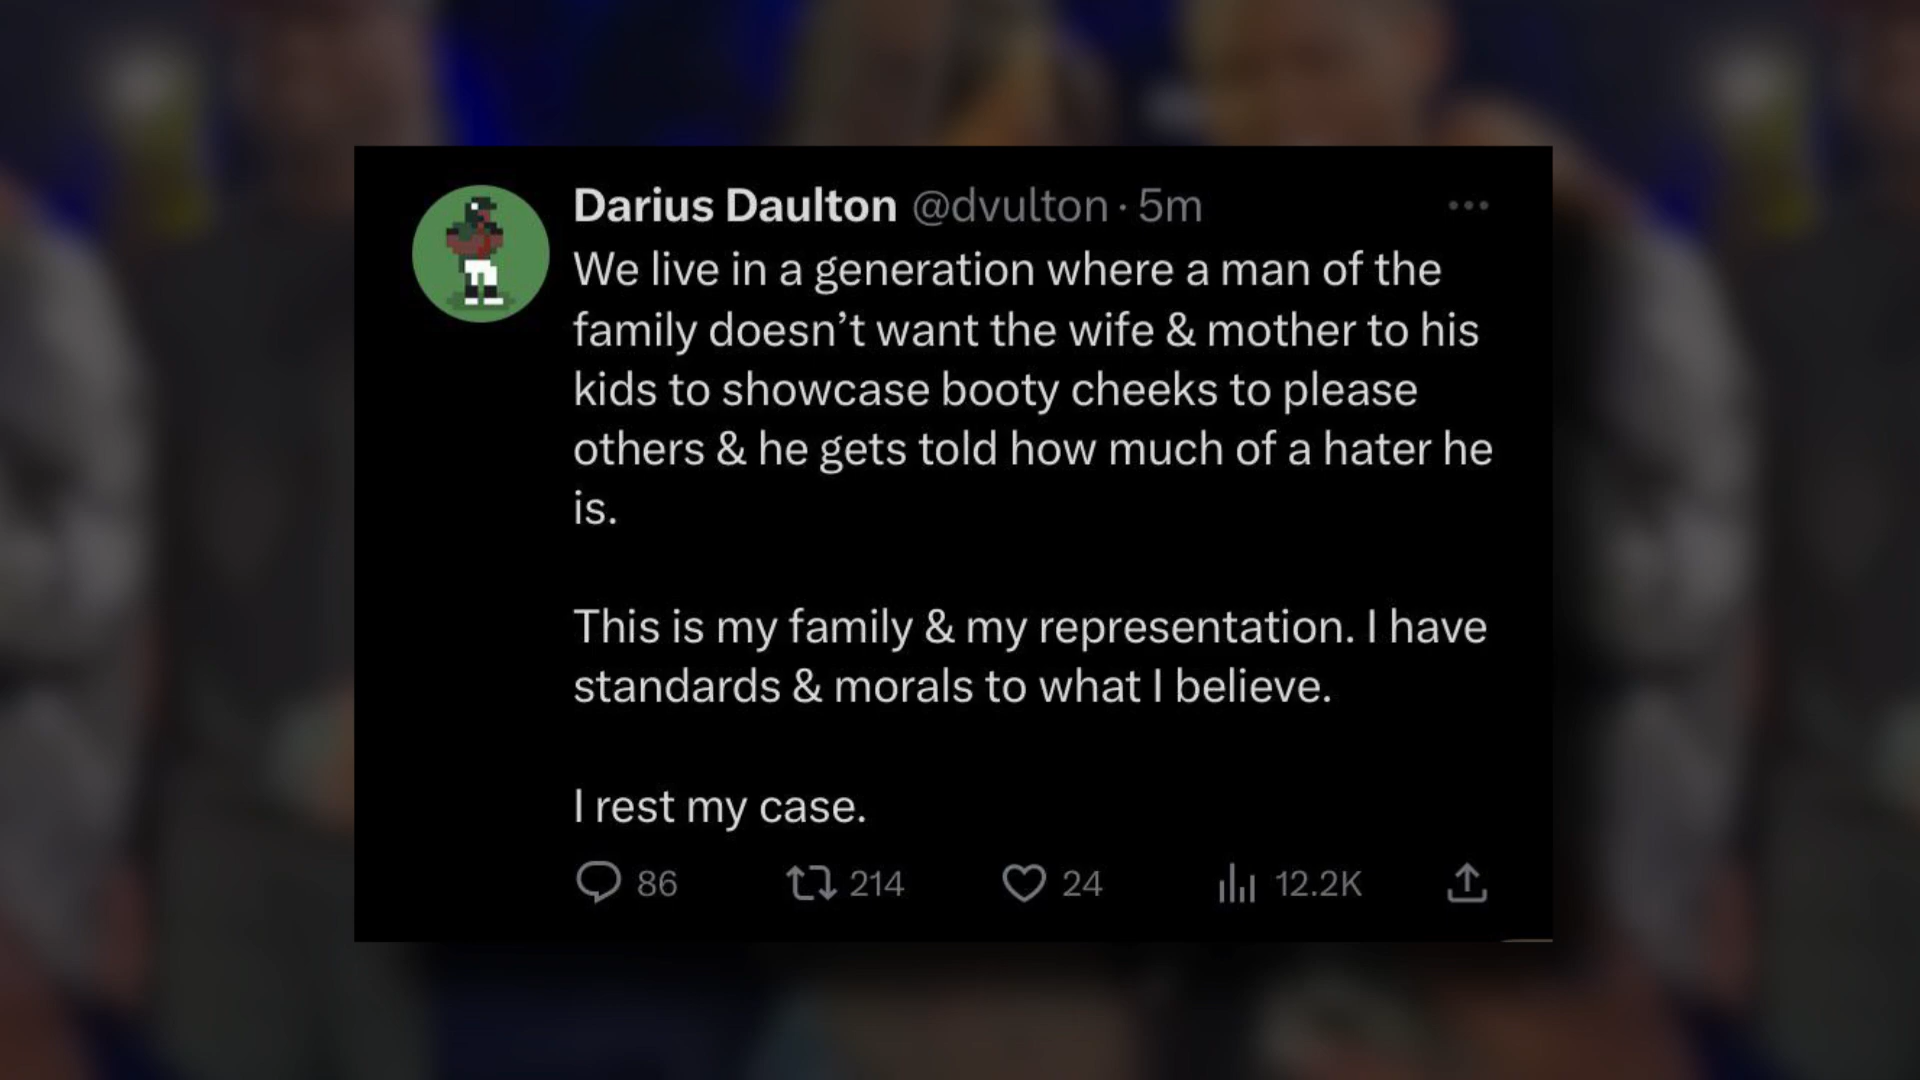 Darius Daulton @dvulton · 5m
We live in a generation where a man of the
family doesn’t want the wife & mother to his
kids to showcase booty cheeks to please
others & he gets told how much of a hater he
is.
This is my family & my representation. I have
standards & morals to what I believe.
I rest my case.
86 214 24 12.2K